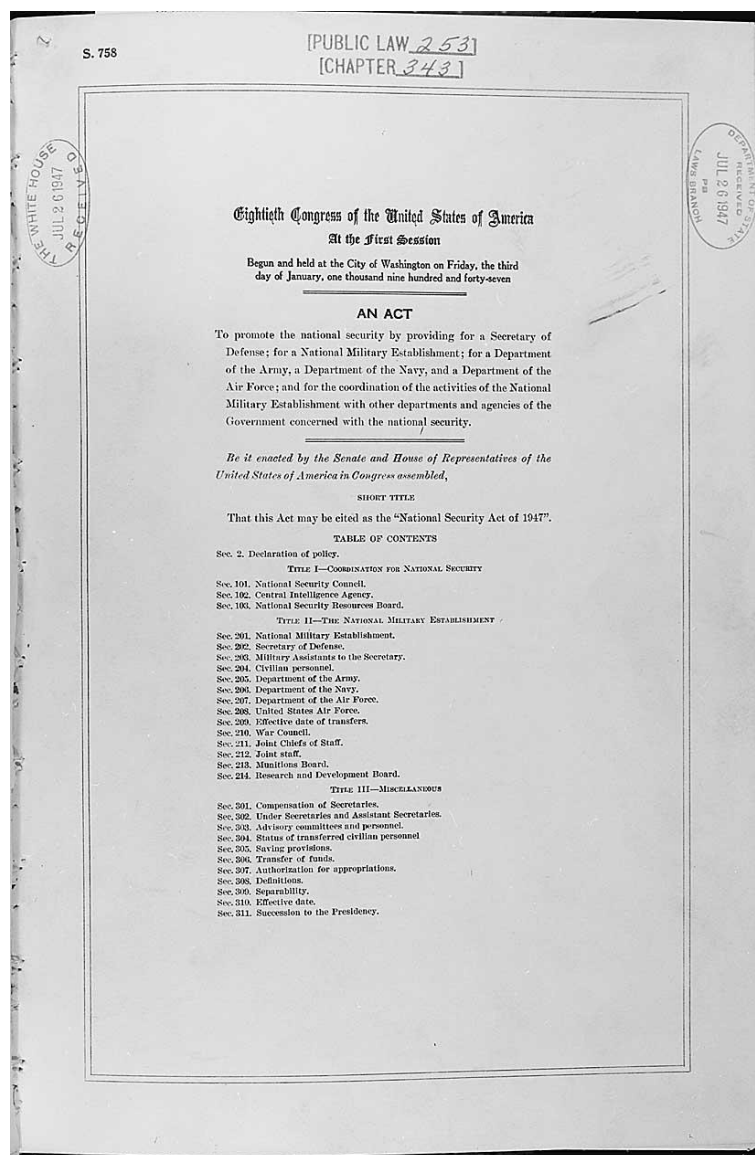 S. 758
[PUBLIC LAW 253]
[CHAPTER 343]
THE WHITE HOUSE
JUL 26 1947
RECEIVED
DEPARTMENT OF STATE
RECEIVED
JUL 26 1947
PB
LAWS BRANCH
Eightieth Congress of the United States of America
At the First Session
Begun and held at the City of Washington on Friday, the third
day of January, one thousand nine hundred and forty-seven
AN ACT
To promote the national security by providing for a Secretary of
Defense; for a National Military Establishment; for a Department
of the Army, a Department of the Navy, and a Department of the
Air Force; and for the coordination of the activities of the National
Military Establishment with other departments and agencies of the
Government concerned with the national security.
Be it enacted by the Senate and House of Representatives of the
United States of America in Congress assembled,
SHORT TITLE
That this Act may be cited as the “National Security Act of 1947”.
TABLE OF CONTENTS
Sec. 2. Declaration of policy.
TITLE I—COORDINATION FOR NATIONAL SECURITY
Sec. 101. National Security Council.
Sec. 102. Central Intelligence Agency.
Sec. 103. National Security Resources Board.
TITLE II—THE NATIONAL MILITARY ESTABLISHMENT
Sec. 201. National Military Establishment.
Sec. 202. Secretary of Defense.
Sec. 203. Military Assistants to the Secretary.
Sec. 204. Civilian personnel.
Sec. 205. Department of the Army.
Sec. 206. Department of the Navy.
Sec. 207. Department of the Air Force.
Sec. 208. United States Air Force.
Sec. 209. Effective date of transfers.
Sec. 210. War Council.
Sec. 211. Joint Chiefs of Staff.
Sec. 212. Joint staff.
Sec. 213. Munitions Board.
Sec. 214. Research and Development Board.
TITLE III—MISCELLANEOUS
Sec. 301. Compensation of Secretaries.
Sec. 302. Under Secretaries and Assistant Secretaries.
Sec. 303. Advisory committees and personnel.
Sec. 304. Status of transferred civilian personnel
Sec. 305. Saving provisions.
Sec. 306. Transfer of funds.
Sec. 307. Authorization for appropriations.
Sec. 308. Definitions.
Sec. 309. Separability.
Sec. 310. Effective date.
Sec. 311. Succession to the Presidency.